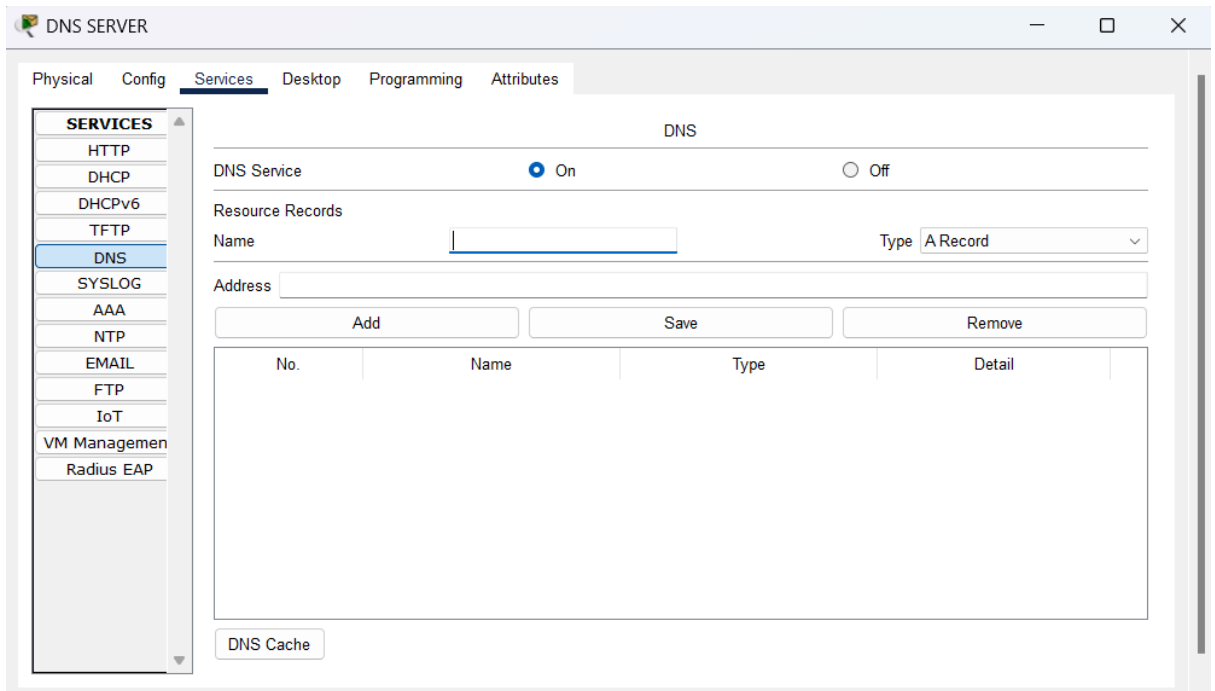 DNS SERVER
Physical Config Services Desktop Programming Attributes
SERVICES
HTTP
DHCP
DHCPv6
TFTP
DNS
SYSLOG
AAA
NTP
EMAIL
FTP
IoT
VM Managemen
Radius EAP
DNS
DNS Service On Off
Resource Records
Name Type A Record
Address
Add Save Remove
No. Name Type Detail
DNS Cache